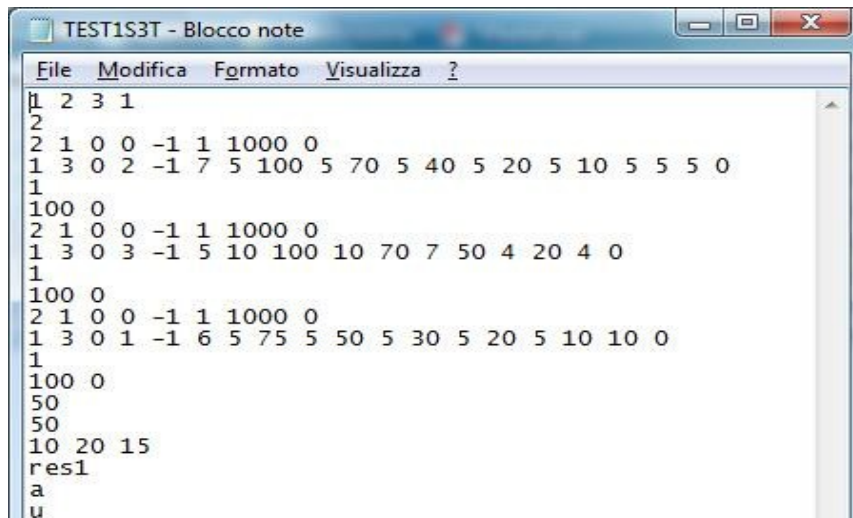 TEST1S3T - Blocco note
File Modifica Formato Visualizza ?
1 2 3 1
2
2 1 0 0 -1 1 1000 0
1 3 0 2 -1 7 5 100 5 70 5 40 5 20 5 10 5 5 5 0
1
100 0
2 1 0 0 -1 1 1000 0
1 3 0 3 -1 5 10 100 10 70 7 50 4 20 4 0
1
100 0
2 1 0 0 -1 1 1000 0
1 3 0 1 -1 6 5 75 5 50 5 30 5 20 5 10 10 0
1
100 0
50
50
10 20 15
res1
a
u